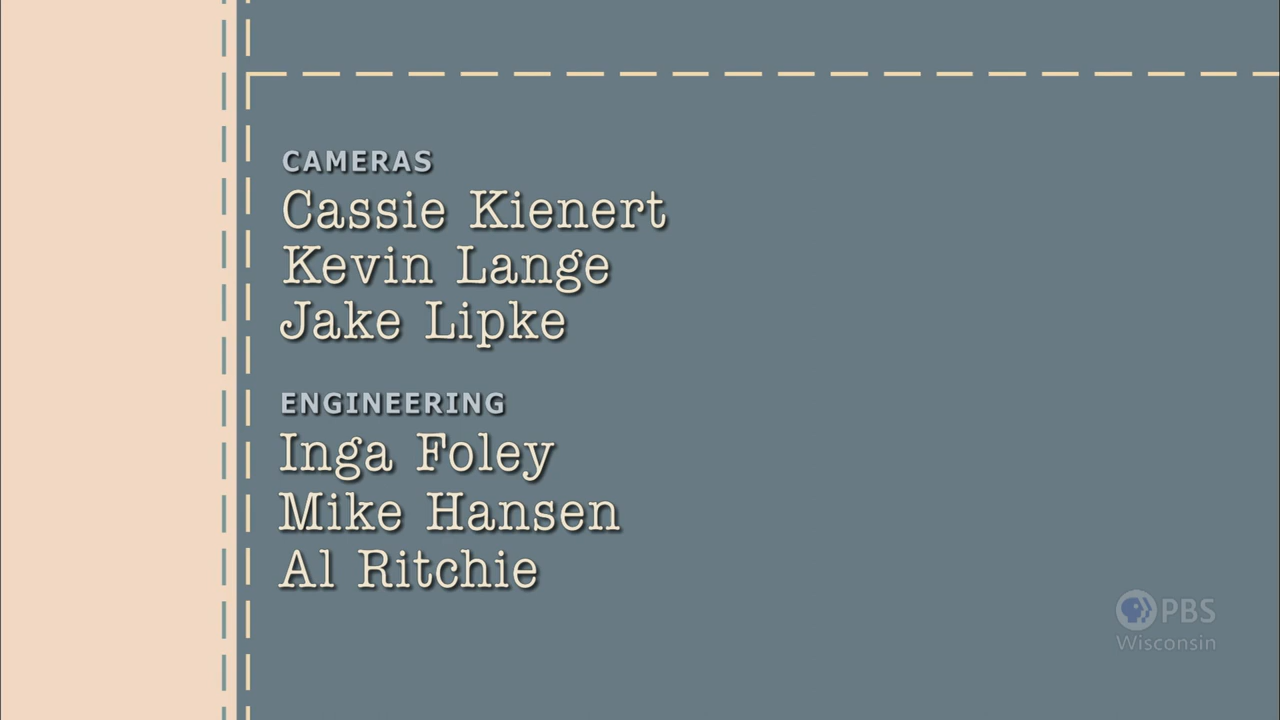 CAMERAS
Cassie Kienert
Kevin Lange
Jake Lipke
ENGINEERING
Inga Foley
Mike Hansen
Al Ritchie
PBS
Wisconsin